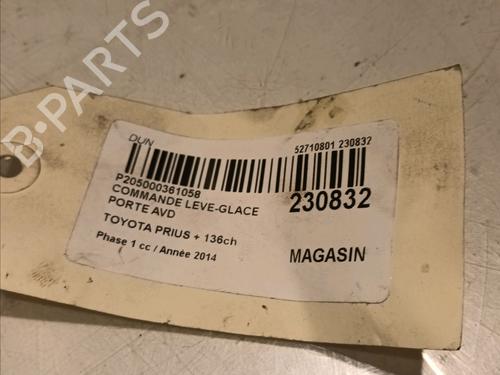 B-PARTS
DUN
52710801 230832
P205000361058
COMMANDE LEVE-GLACE
PORTE AVD
230832
TOYOTA PRIUS + 136ch
Phase 1 cc / Année 2014
MAGASIN